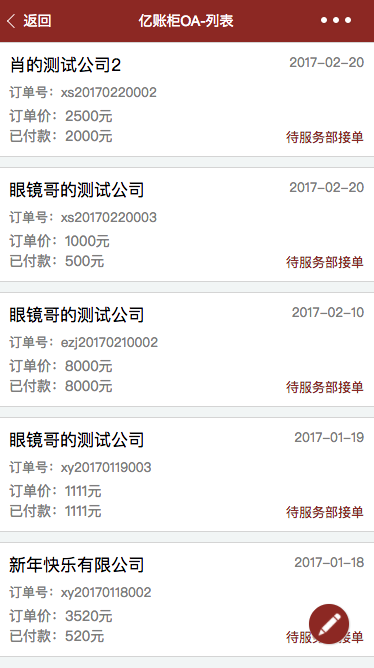 返回
亿账柜OA-列表
肖的测试公司2
2017-02-20
订单号：xs20170220002
订单价：2500元
已付款：2000元
待服务部接单
眼镜哥的测试公司
2017-02-20
订单号：xs20170220003
订单价：1000元
已付款：500元
待服务部接单
眼镜哥的测试公司
2017-02-10
订单号：ezj20170210002
订单价：8000元
已付款：8000元
待服务部接单
眼镜哥的测试公司
2017-01-19
订单号：xy20170119003
订单价：1111元
已付款：1111元
待服务部接单
新年快乐有限公司
2017-01-18
订单号：xy20170118002
订单价：3520元
已付款：520元
待服务部接单